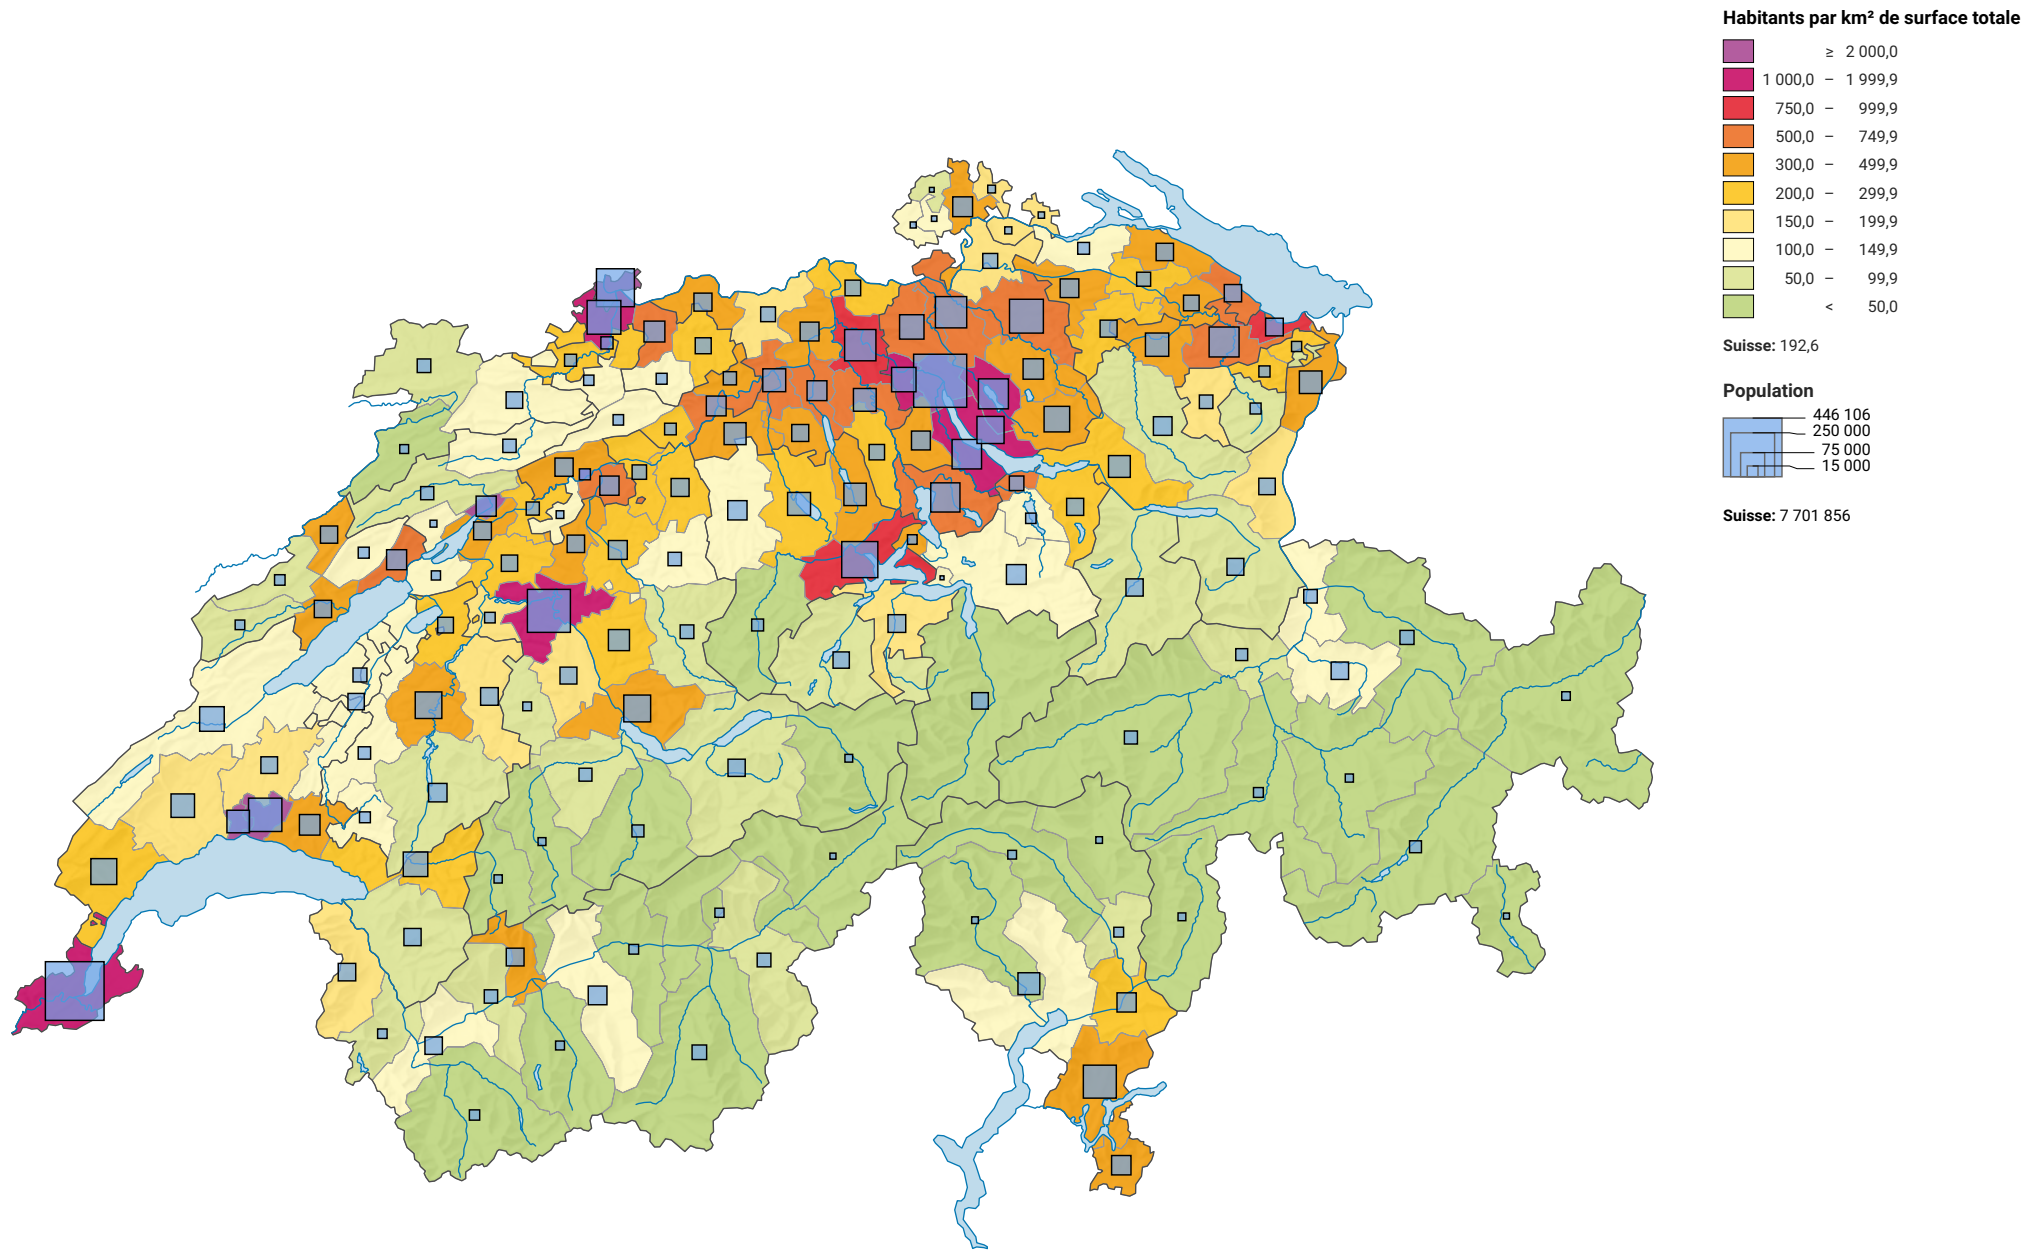 Habitants par km² de surface totale
≥ 2 000,0
1 000,0 – 1 999,9
750,0 – 999,9
500,0 – 749,9
300,0 – 499,9
200,0 – 299,9
150,0 – 199,9
100,0 – 149,9
50,0 – 99,9
< 50,0
Suisse: 192,6
Population
446 106
250 000
75 000
15 000
Suisse: 7 701 856